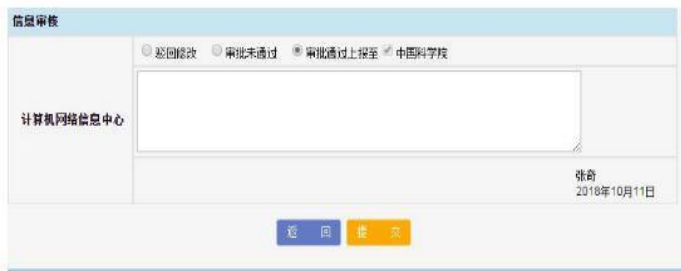 信息审核
驳回修改 审批未通过 审批通过上报至 中国科学院
计算机网络信息中心
张奇
2018年10月11日
返 回 提 交